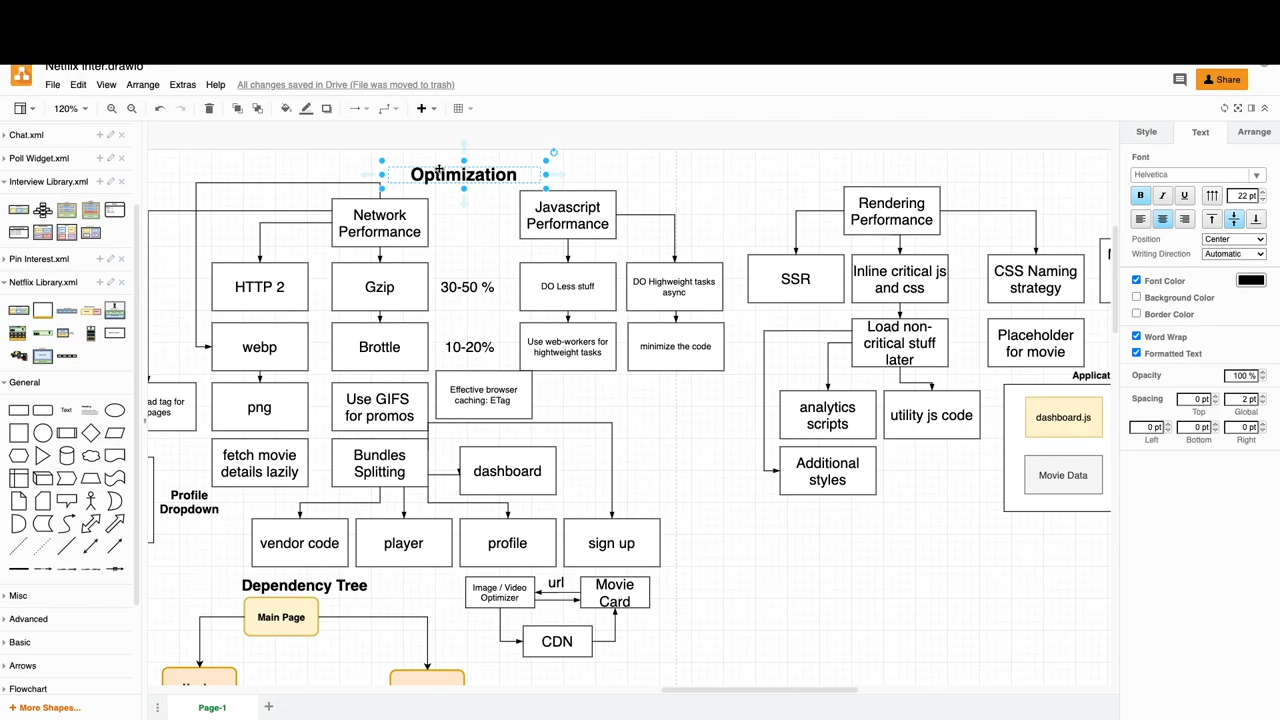 Netflix Inter.drawio
File Edit View Arrange Extras Help All changes saved in Drive (File was moved to trash)
Share
120%
Chat.xml
Poll Widget.xml
Interview Library.xml
Pin Interest.xml
Netflix Library.xml
General
Text
Heading
Misc
Advanced
Basic
Arrows
Flowchart
+ More Shapes...
Optimization
Network
Performance
Javascript
Performance
Rendering
Performance
HTTP 2
Gzip
30-50 %
DO Less stuff
DO Highweight tasks
async
SSR
Inline critical js
and css
CSS Naming
strategy
webp
Brottle
10-20%
Use web-workers for
hightweight tasks
minimize the code
Load non-
critical stuff
later
Placeholder
for movie
ad tag for
pages
png
Use GIFS
for promos
Effective browser
caching: ETag
analytics
scripts
utility js code
Applicat
dashboard.js
Movie Data
fetch movie
details lazily
Bundles
Splitting
dashboard
Additional
styles
Profile
Dropdown
vendor code
player
profile
sign up
Dependency Tree
Main Page
Image / Video
Optimizer
url
Movie
Card
CDN
Page-1
Style Text Arrange
Font
Helvetica
B I U 22 pt
Position Center
Writing Direction Automatic
Font Color
Background Color
Border Color
Word Wrap
Formatted Text
Opacity 100 %
Spacing 0 pt 2 pt
Top Global
0 pt 0 pt 0 pt
Left Bottom Right